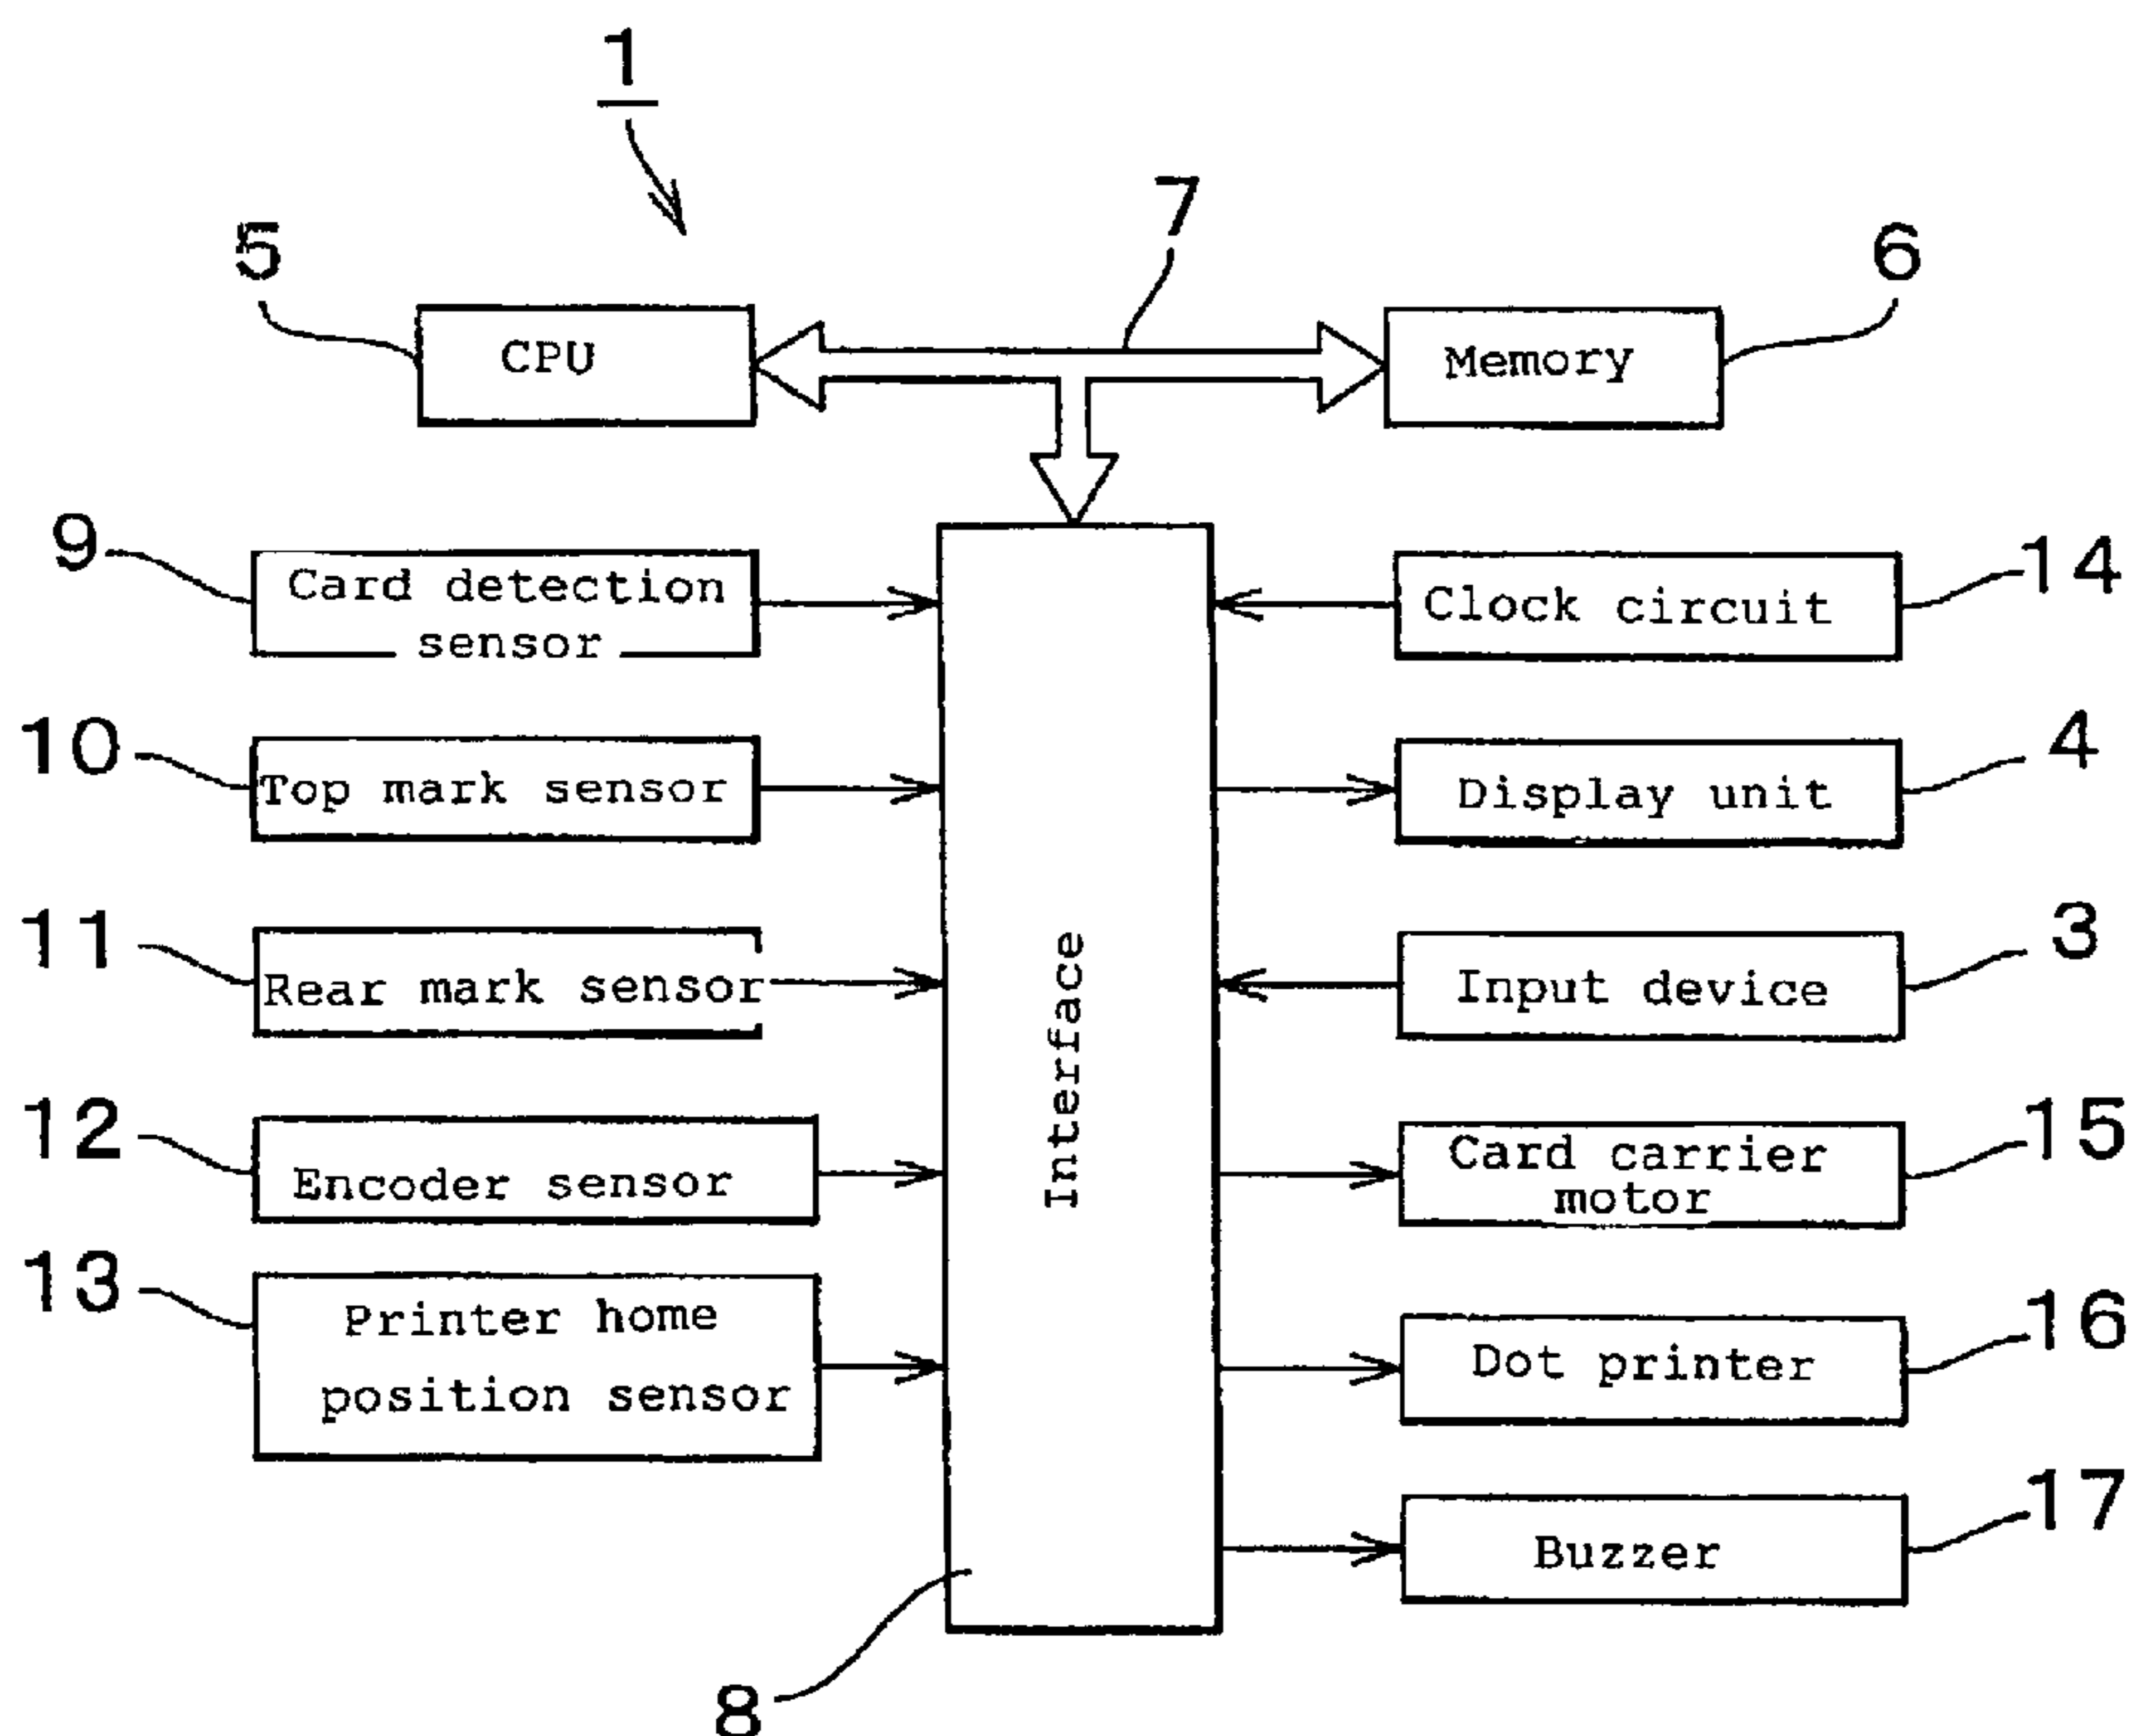 1
7
5
6
CPU
Memory
9
Card detection
sensor
Clock circuit
14
10
Top mark sensor
Display unit
4
11
Rear mark sensor
Input device
3
Interface
12
Encoder sensor
Card carrier
motor
15
13
Printer home
position sensor
Dot printer
16
Buzzer
17
8